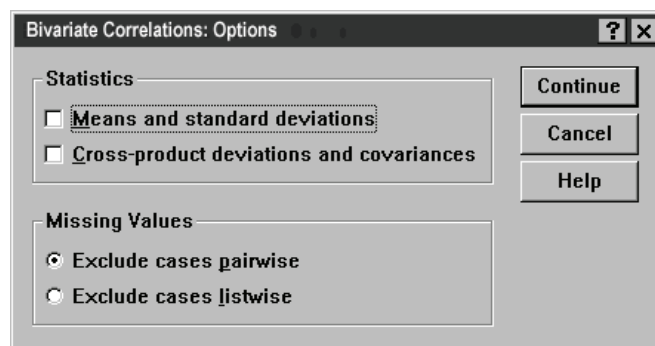 Bivariate Correlations: Options
? ×
Statistics
Means and standard deviations
Cross-product deviations and covariances
Missing Values
Exclude cases pairwise
Exclude cases listwise
Continue
Cancel
Help